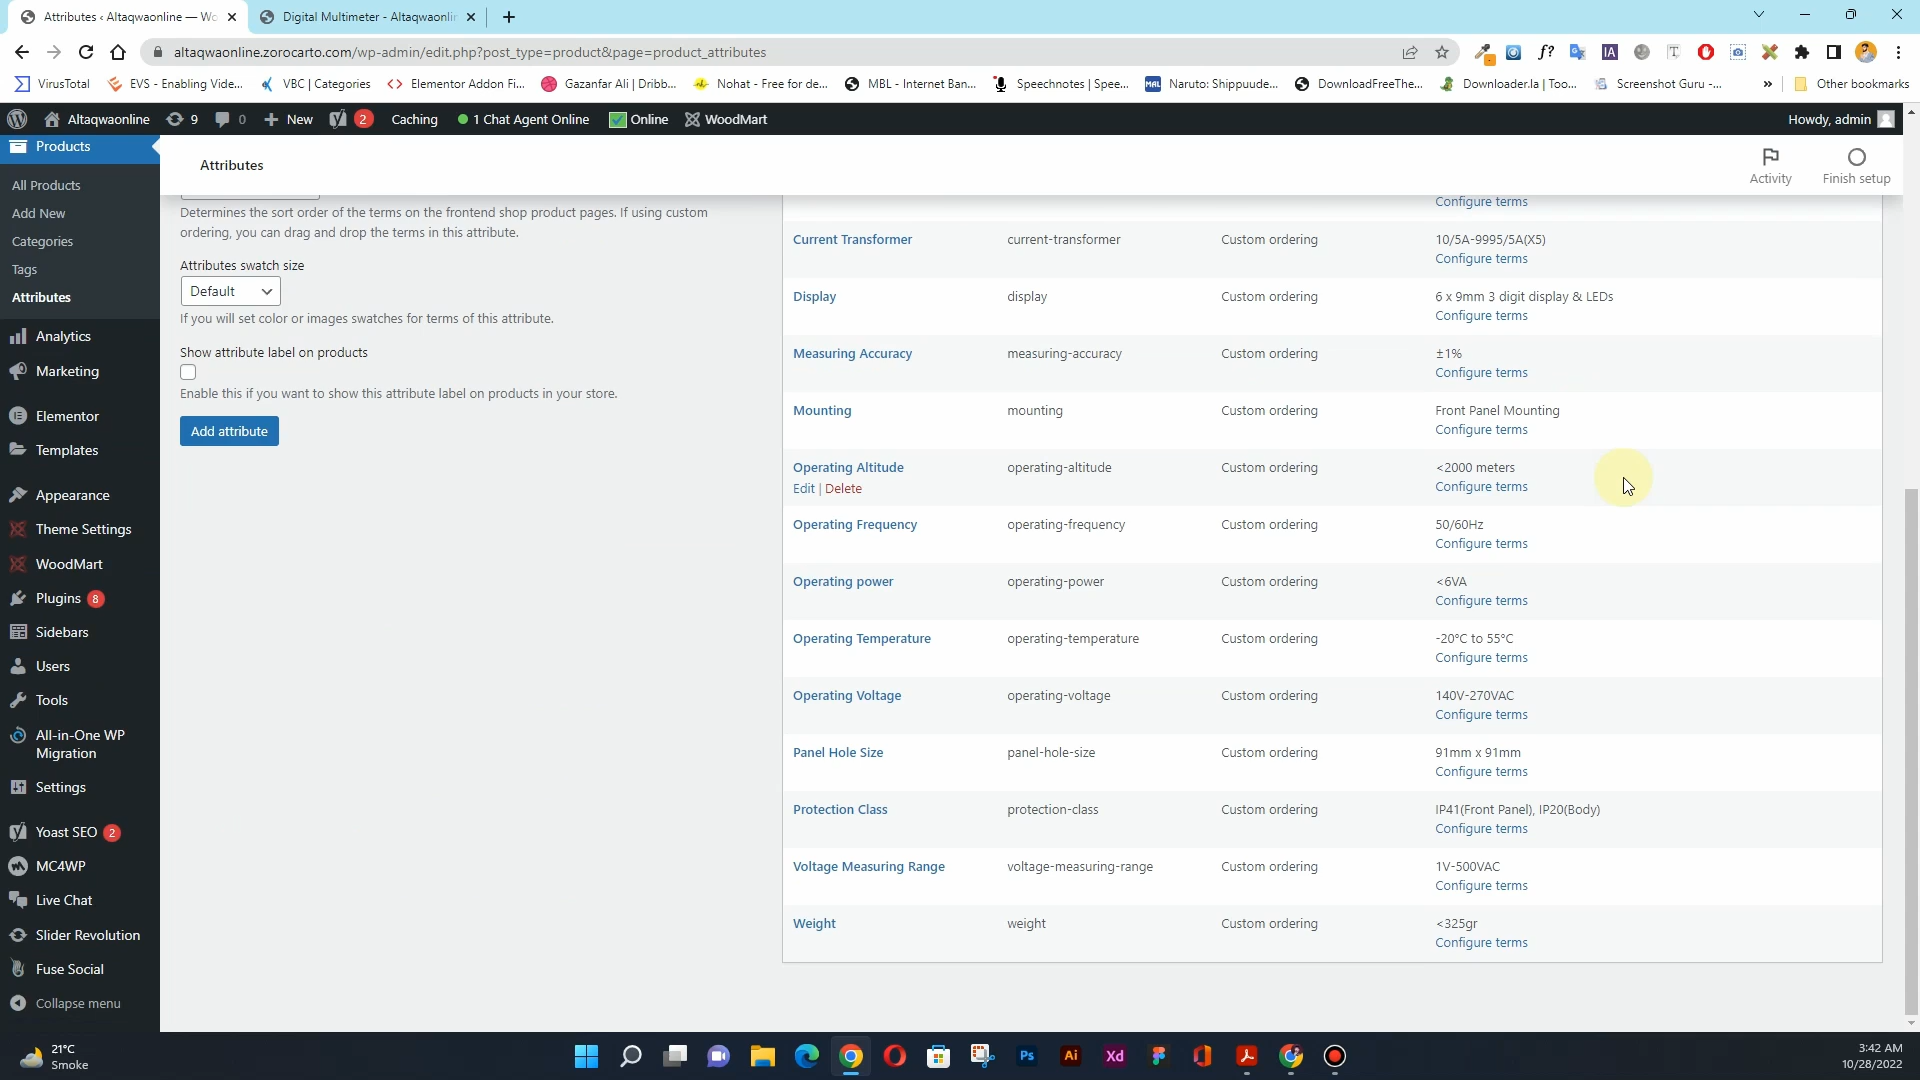 Attributes ‹ Altaqwaonline — Wo
Digital Multimeter - Altaqwaonlin
altaqwaonline.zorocarto.com/wp-admin/edit.php?post_type=product&page=product_attributes
VirusTotal
EVS - Enabling Vide...
VBC | Categories
Elementor Addon Fi...
Gazanfar Ali | Dribb...
Nohat - Free for de...
MBL - Internet Ban...
Speechnotes | Spee...
Naruto: Shippuude...
DownloadFreeThe...
Downloader.la | Too...
Screenshot Guru -...
»
Other bookmarks
Altaqwaonline
9
0
New
2
Caching
1 Chat Agent Online
Online
WoodMart
Howdy, admin
Products
All Products
Add New
Categories
Tags
Attributes
Analytics
Marketing
Elementor
Templates
Appearance
Theme Settings
WoodMart
Plugins 8
Sidebars
Users
Tools
All-in-One WP
Migration
Settings
Yoast SEO 2
MC4WP
Live Chat
Slider Revolution
Fuse Social
Collapse menu
Attributes
Activity
Finish setup
Determines the sort order of the terms on the frontend shop product pages. If using custom
ordering, you can drag and drop the terms in this attribute.
Attributes swatch size
Default
If you will set color or images swatches for terms of this attribute.
Show attribute label on products
Enable this if you want to show this attribute label on products in your store.
Add attribute
Configure terms
Current Transformer current-transformer Custom ordering 10/5A-9995/5A(X5)
Configure terms
Display display Custom ordering 6 x 9mm 3 digit display & LEDs
Configure terms
Measuring Accuracy measuring-accuracy Custom ordering ±1%
Configure terms
Mounting mounting Custom ordering Front Panel Mounting
Configure terms
Operating Altitude operating-altitude Custom ordering <2000 meters
Edit | Delete Configure terms
Operating Frequency operating-frequency Custom ordering 50/60Hz
Configure terms
Operating power operating-power Custom ordering <6VA
Configure terms
Operating Temperature operating-temperature Custom ordering -20°C to 55°C
Configure terms
Operating Voltage operating-voltage Custom ordering 140V-270VAC
Configure terms
Panel Hole Size panel-hole-size Custom ordering 91mm x 91mm
Configure terms
Protection Class protection-class Custom ordering IP41(Front Panel), IP20(Body)
Configure terms
Voltage Measuring Range voltage-measuring-range Custom ordering 1V-500VAC
Configure terms
Weight weight Custom ordering <325gr
Configure terms
21°C
Smoke
Ps
Ai
Xd
3:42 AM
10/28/2022